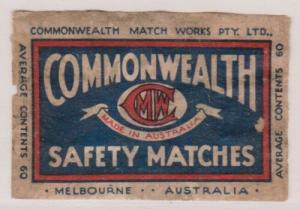 COMMONWEALTH MATCH WORKS PTY. LTD.,
AVERAGE CONTENTS 60
COMMONWEALTH
CMW
MADE IN AUSTRALIA
SAFETY MATCHES
AVERAGE CONTENTS 60
· MELBOURNE · · AUSTRALIA ·